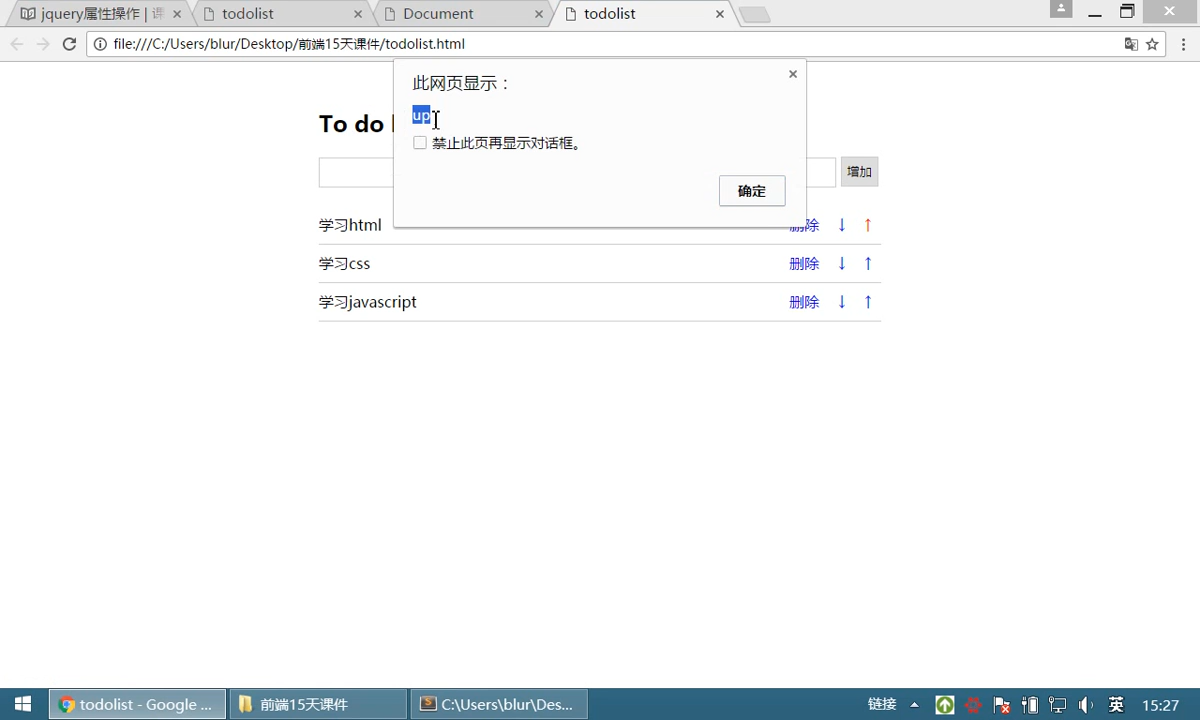 jquery属性操作 |
todolist
Document
todolist
file:///C:/Users/blur/Desktop/前端15天课件/todolist.html
此网页显示：
up
禁止此页再显示对话框。
确定
To do
增加
学习html 删除 ↓ ↑
学习css 删除 ↓ ↑
学习javascript 删除 ↓ ↑
todolist - Google ...
前端15天课件
C:\Users\blur\Des...
链接
英
15:27